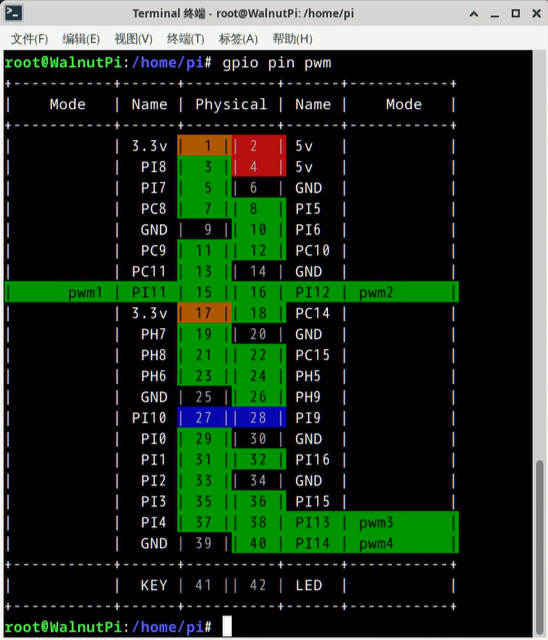 Terminal 终端 - root@WalnutPi: /home/pi
文件(F) 编辑(E) 视图(V) 终端(T) 标签(A) 帮助(H)
root@WalnutPi:/home/pi# gpio pin pwm
+----------+------+----------+------+----------+
| Mode | Name | Physical | Name | Mode |
+----------+------+----------+------+----------+
| | 3.3v | 1 | 2 | 5v | |
| | PI8 | 3 || 4 | 5v | |
| | PI7 | 5 || 6 | GND | |
| | PC8 | 7 || 8 | PI5 | |
| | GND | 9 || 10 | PI6 | |
| | PC9 | 11 || 12 | PC10 | |
| | PC11 | 13 || 14 | GND | |
| pwm1 | PI11 | 15 || 16 | PI12 | pwm2 |
| | 3.3v | 17 || 18 | PC14 | |
| | PH7 | 19 || 20 | GND | |
| | PH8 | 21 || 22 | PC15 | |
| | PH6 | 23 || 24 | PH5 | |
| | GND | 25 || 26 | PH9 | |
| | PI10 | 27 || 28 | PI9 | |
| | PI0 | 29 || 30 | GND | |
| | PI1 | 31 || 32 | PI16 | |
| | PI2 | 33 || 34 | GND | |
| | PI3 | 35 || 36 | PI15 | |
| | PI4 | 37 || 38 | PI13 | pwm3 |
| | GND | 39 || 40 | PI14 | pwm4 |
+----------+------+----------+------+----------+
| | KEY | 41 || 42 | LED | |
+----------+------+----------+------+----------+
root@WalnutPi:/home/pi#